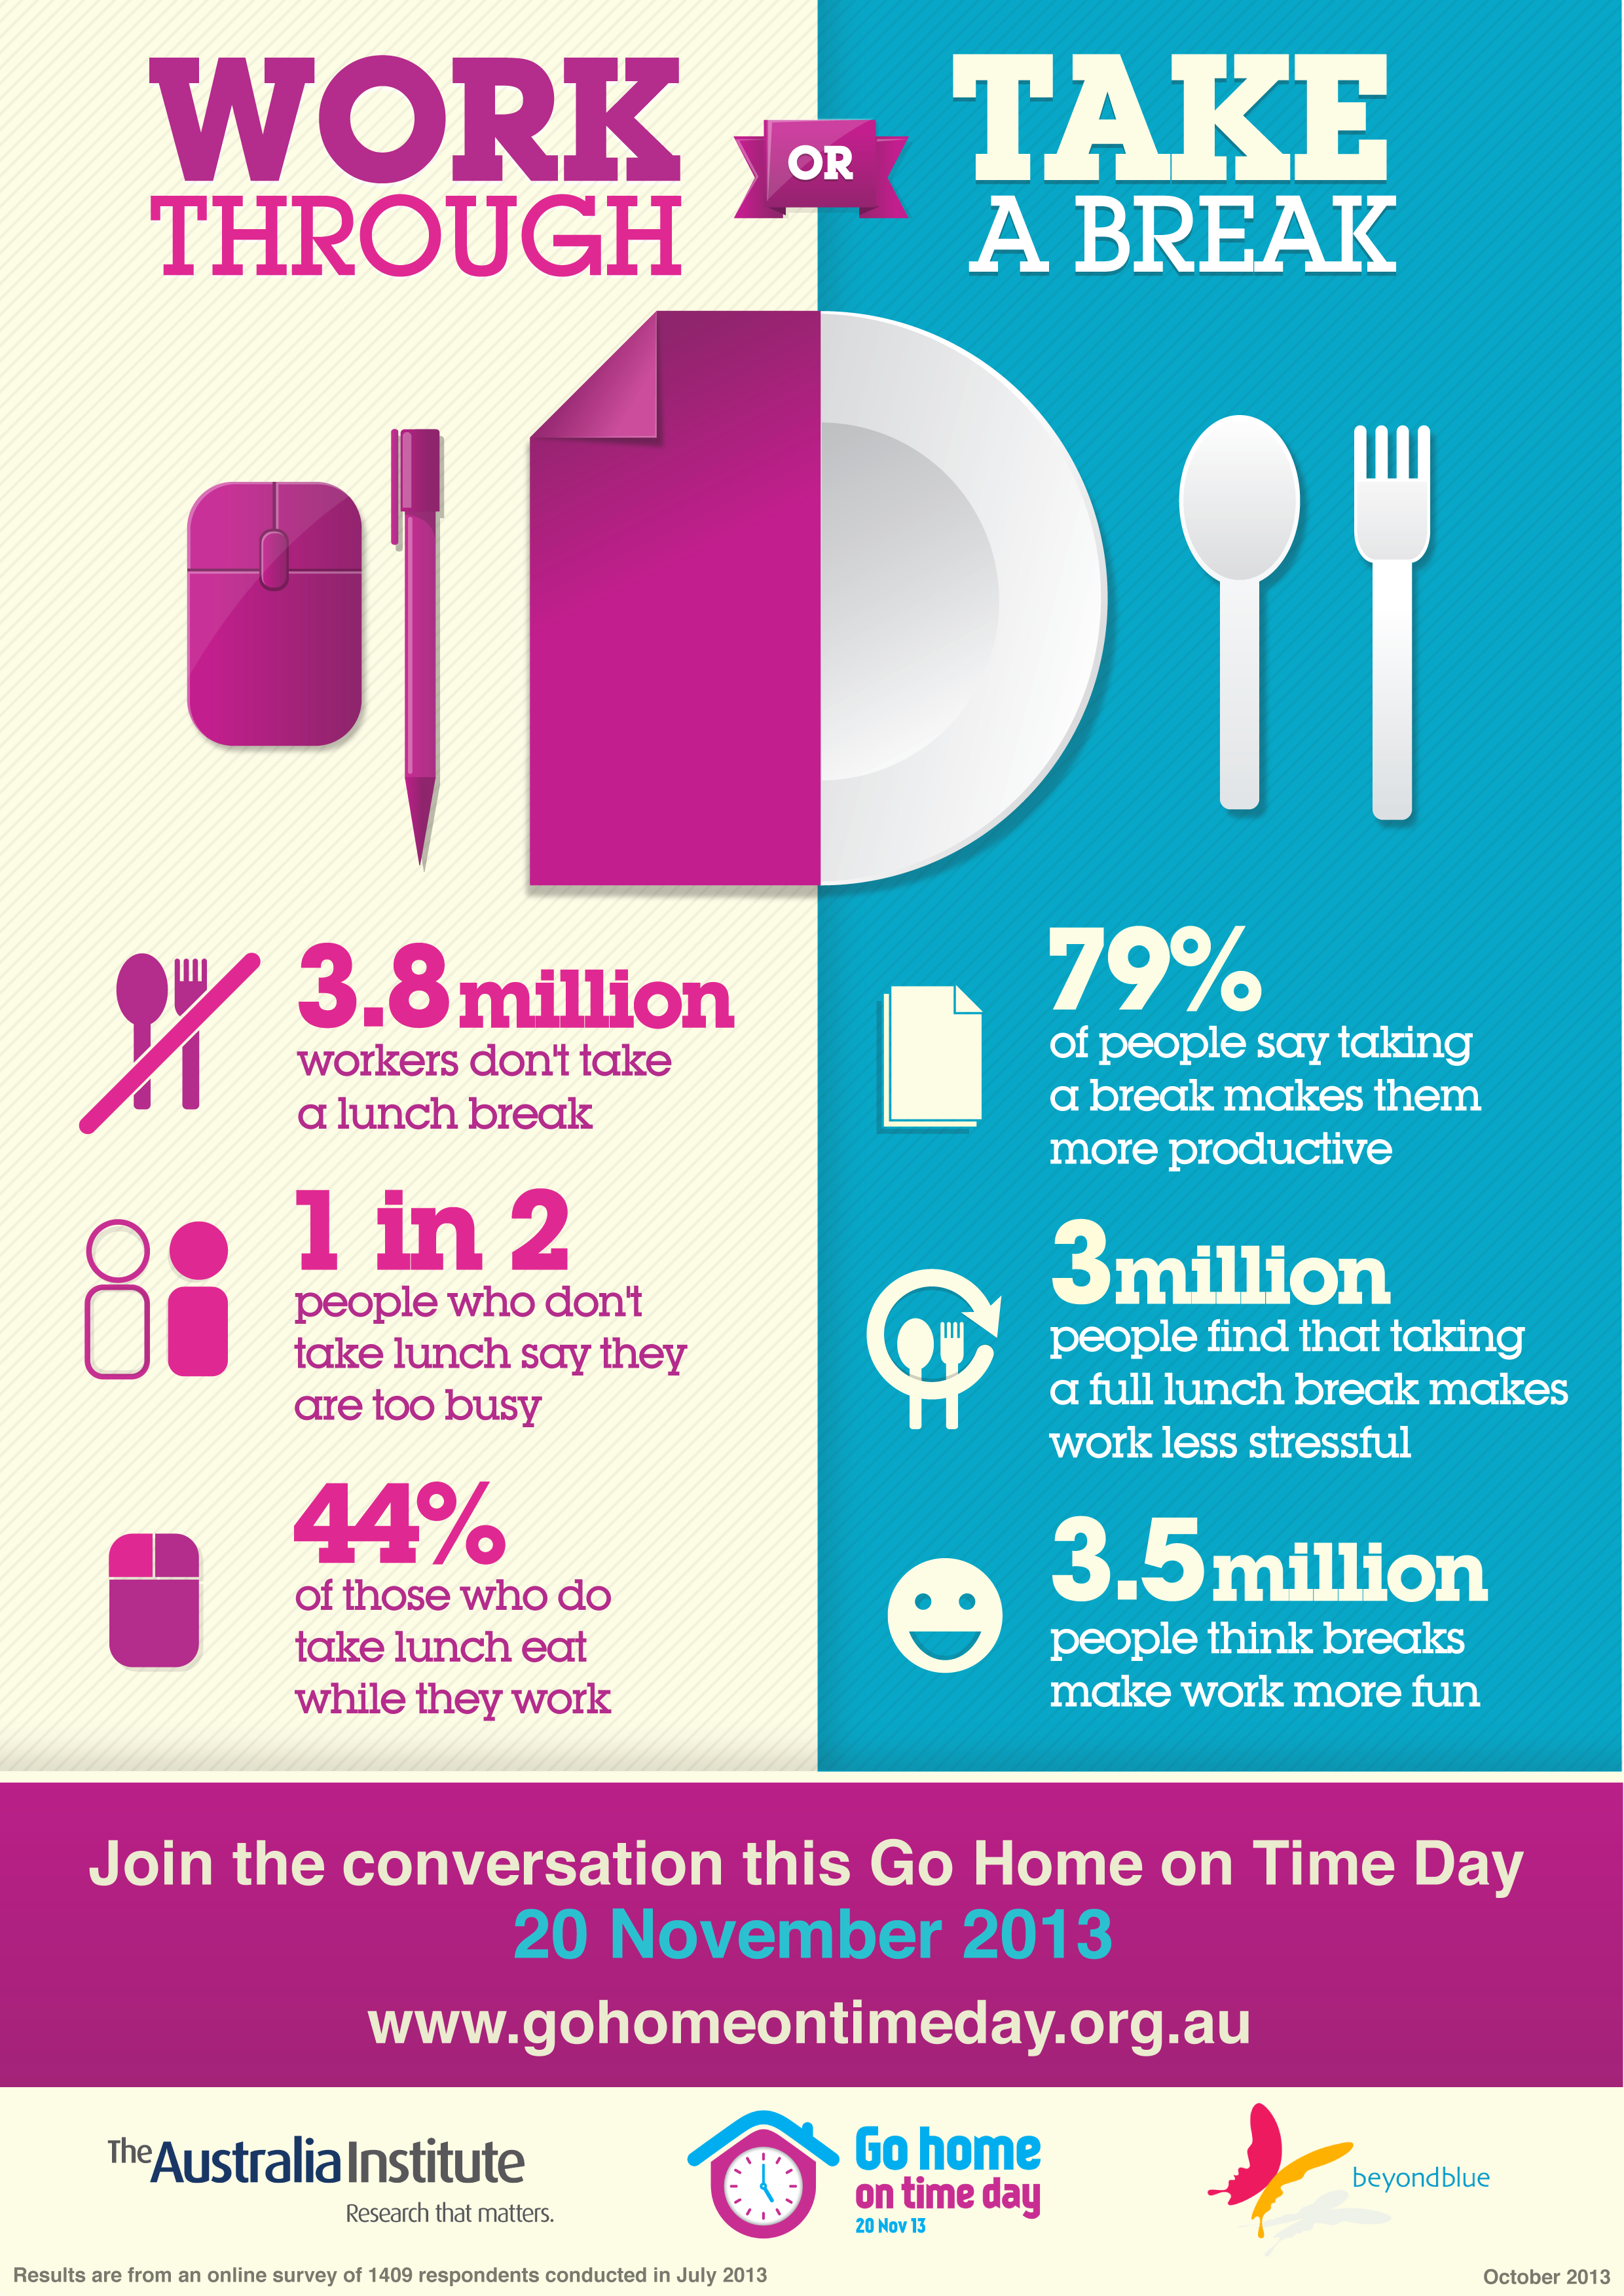 WORK
THROUGH
OR
TAKE
A BREAK
3.8 million
workers don't take
a lunch break
1 in 2
people who don't
take lunch say they
are too busy
44%
of those who do
take lunch eat
while they work
79%
of people say taking
a break makes them
more productive
3 million
people find that taking
a full lunch break makes
work less stressful
3.5 million
people think breaks
make work more fun
Join the conversation this Go Home on Time Day
20 November 2013
www.gohomeontimeday.org.au
The Australia Institute
Research that matters.
Go home
on time day
20 Nov 13
beyondblue
Results are from an online survey of 1409 respondents conducted in July 2013
October 2013